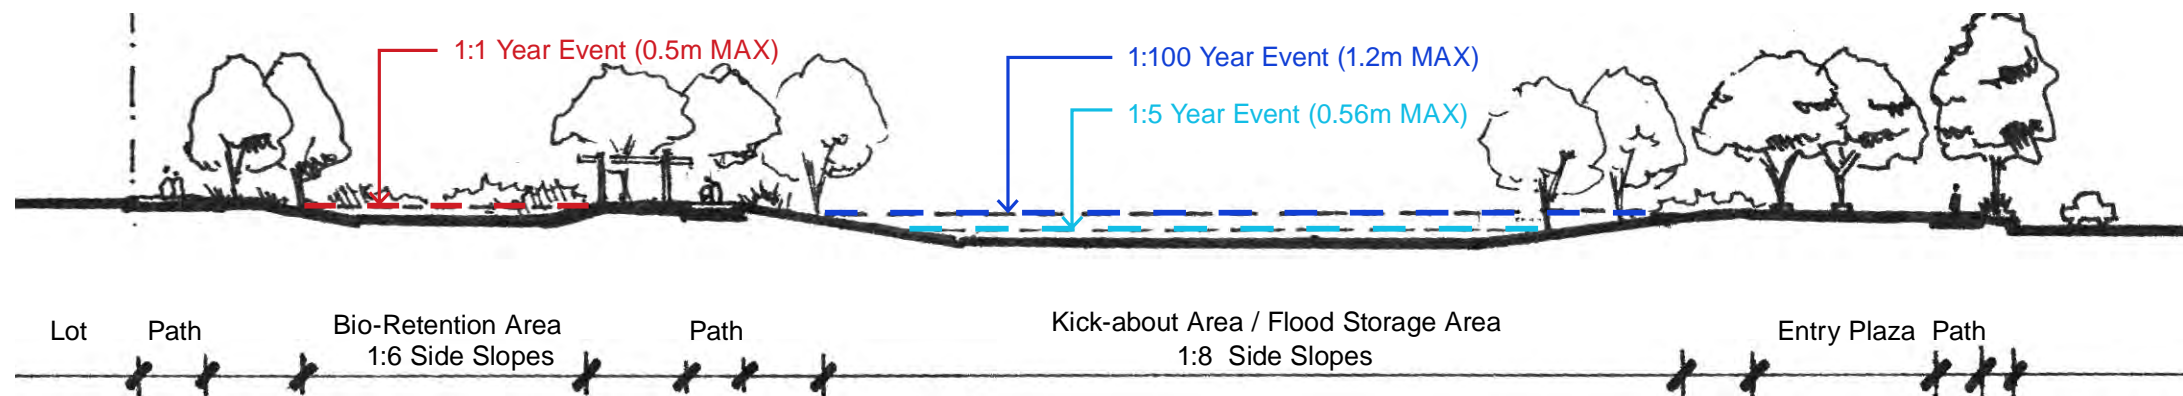 1:1 Year Event (0.5m MAX)
1:100 Year Event (1.2m MAX)
1:5 Year Event (0.56m MAX)
Lot
Path
Bio-Retention Area
1:6 Side Slopes
Path
Kick-about Area / Flood Storage Area
1:8 Side Slopes
Entry Plaza
Path